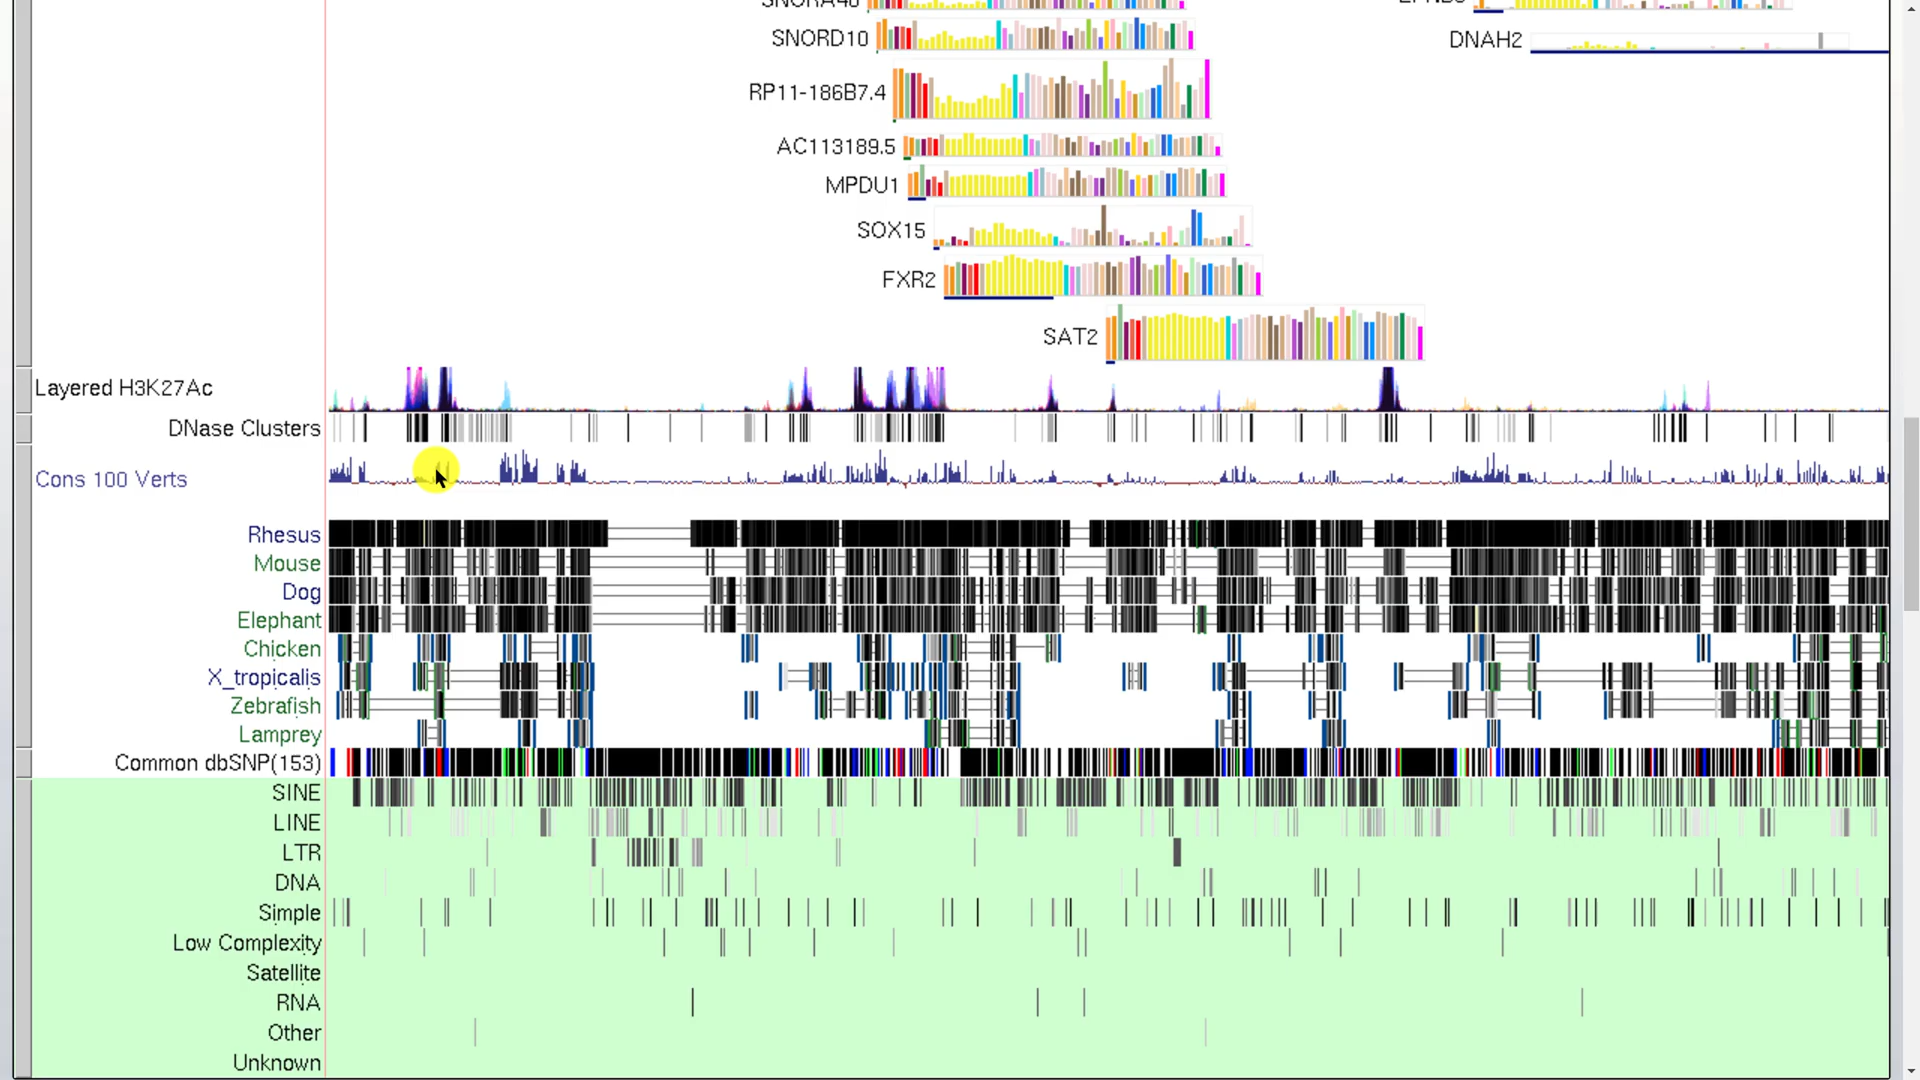 SNORD10
DNAH2
RP11-186B7.4
AC113189.5
MPDU1
SOX15
FXR2
SAT2
Layered H3K27Ac
DNase Clusters
Cons 100 Verts
Rhesus
Mouse
Dog
Elephant
Chicken
X_tropicalis
Zebrafish
Lamprey
Common dbSNP(153)
SINE
LINE
LTR
DNA
Simple
Low Complexity
Satellite
RNA
Other
Unknown